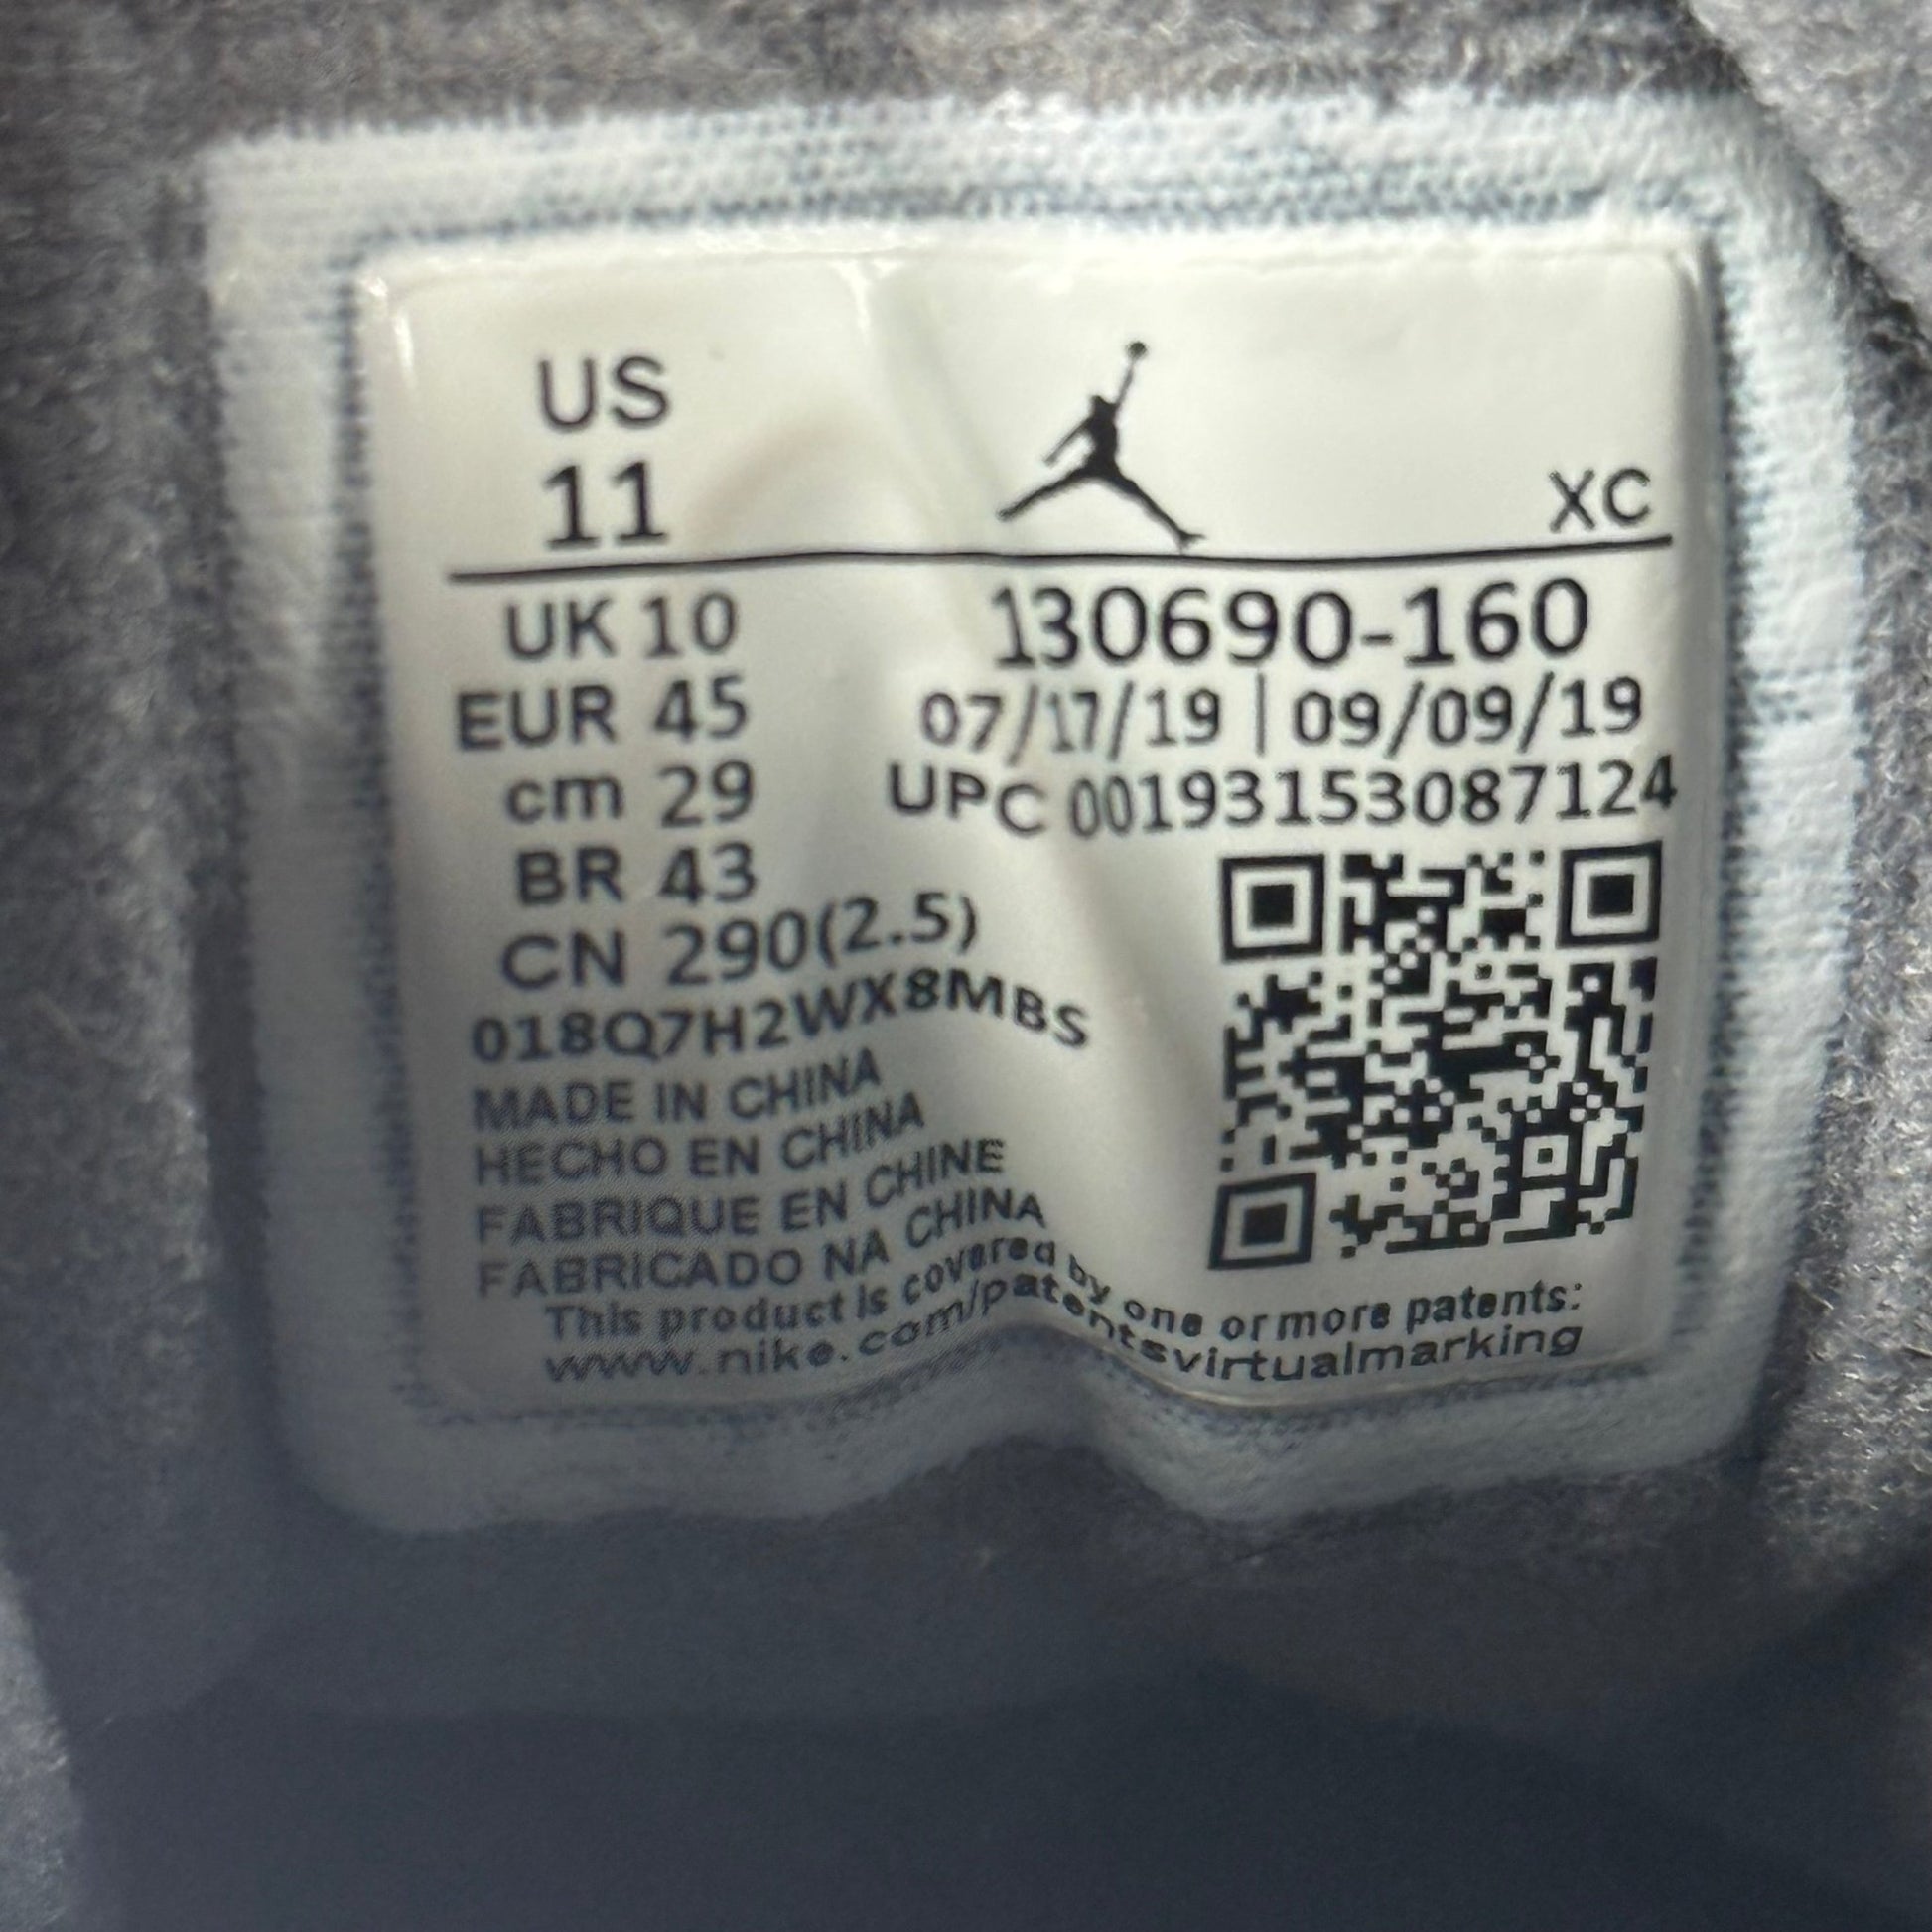 US
11
XC
UK 10
EUR 45
cm 29
BR 43
CN 290(2.5)
130690-160
07/17/19 | 09/09/19
UPC 00193153087124
018Q7H2WX8MBS
MADE IN CHINA
HECHO EN CHINA
FABRIQUE EN CHINE
FABRICADO NA CHINA
This product is covered by one or more patents:
www.nike.com/patentsvirtualmarking